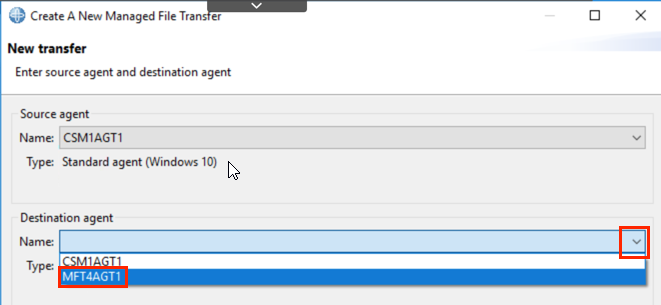 Create A New Managed File Transfer
New transfer
Enter source agent and destination agent
Source agent
Name: CSM1AGT1
Type: Standard agent (Windows 10)
Destination agent
Name:
CSM1AGT1
Type: MFT4AGT1